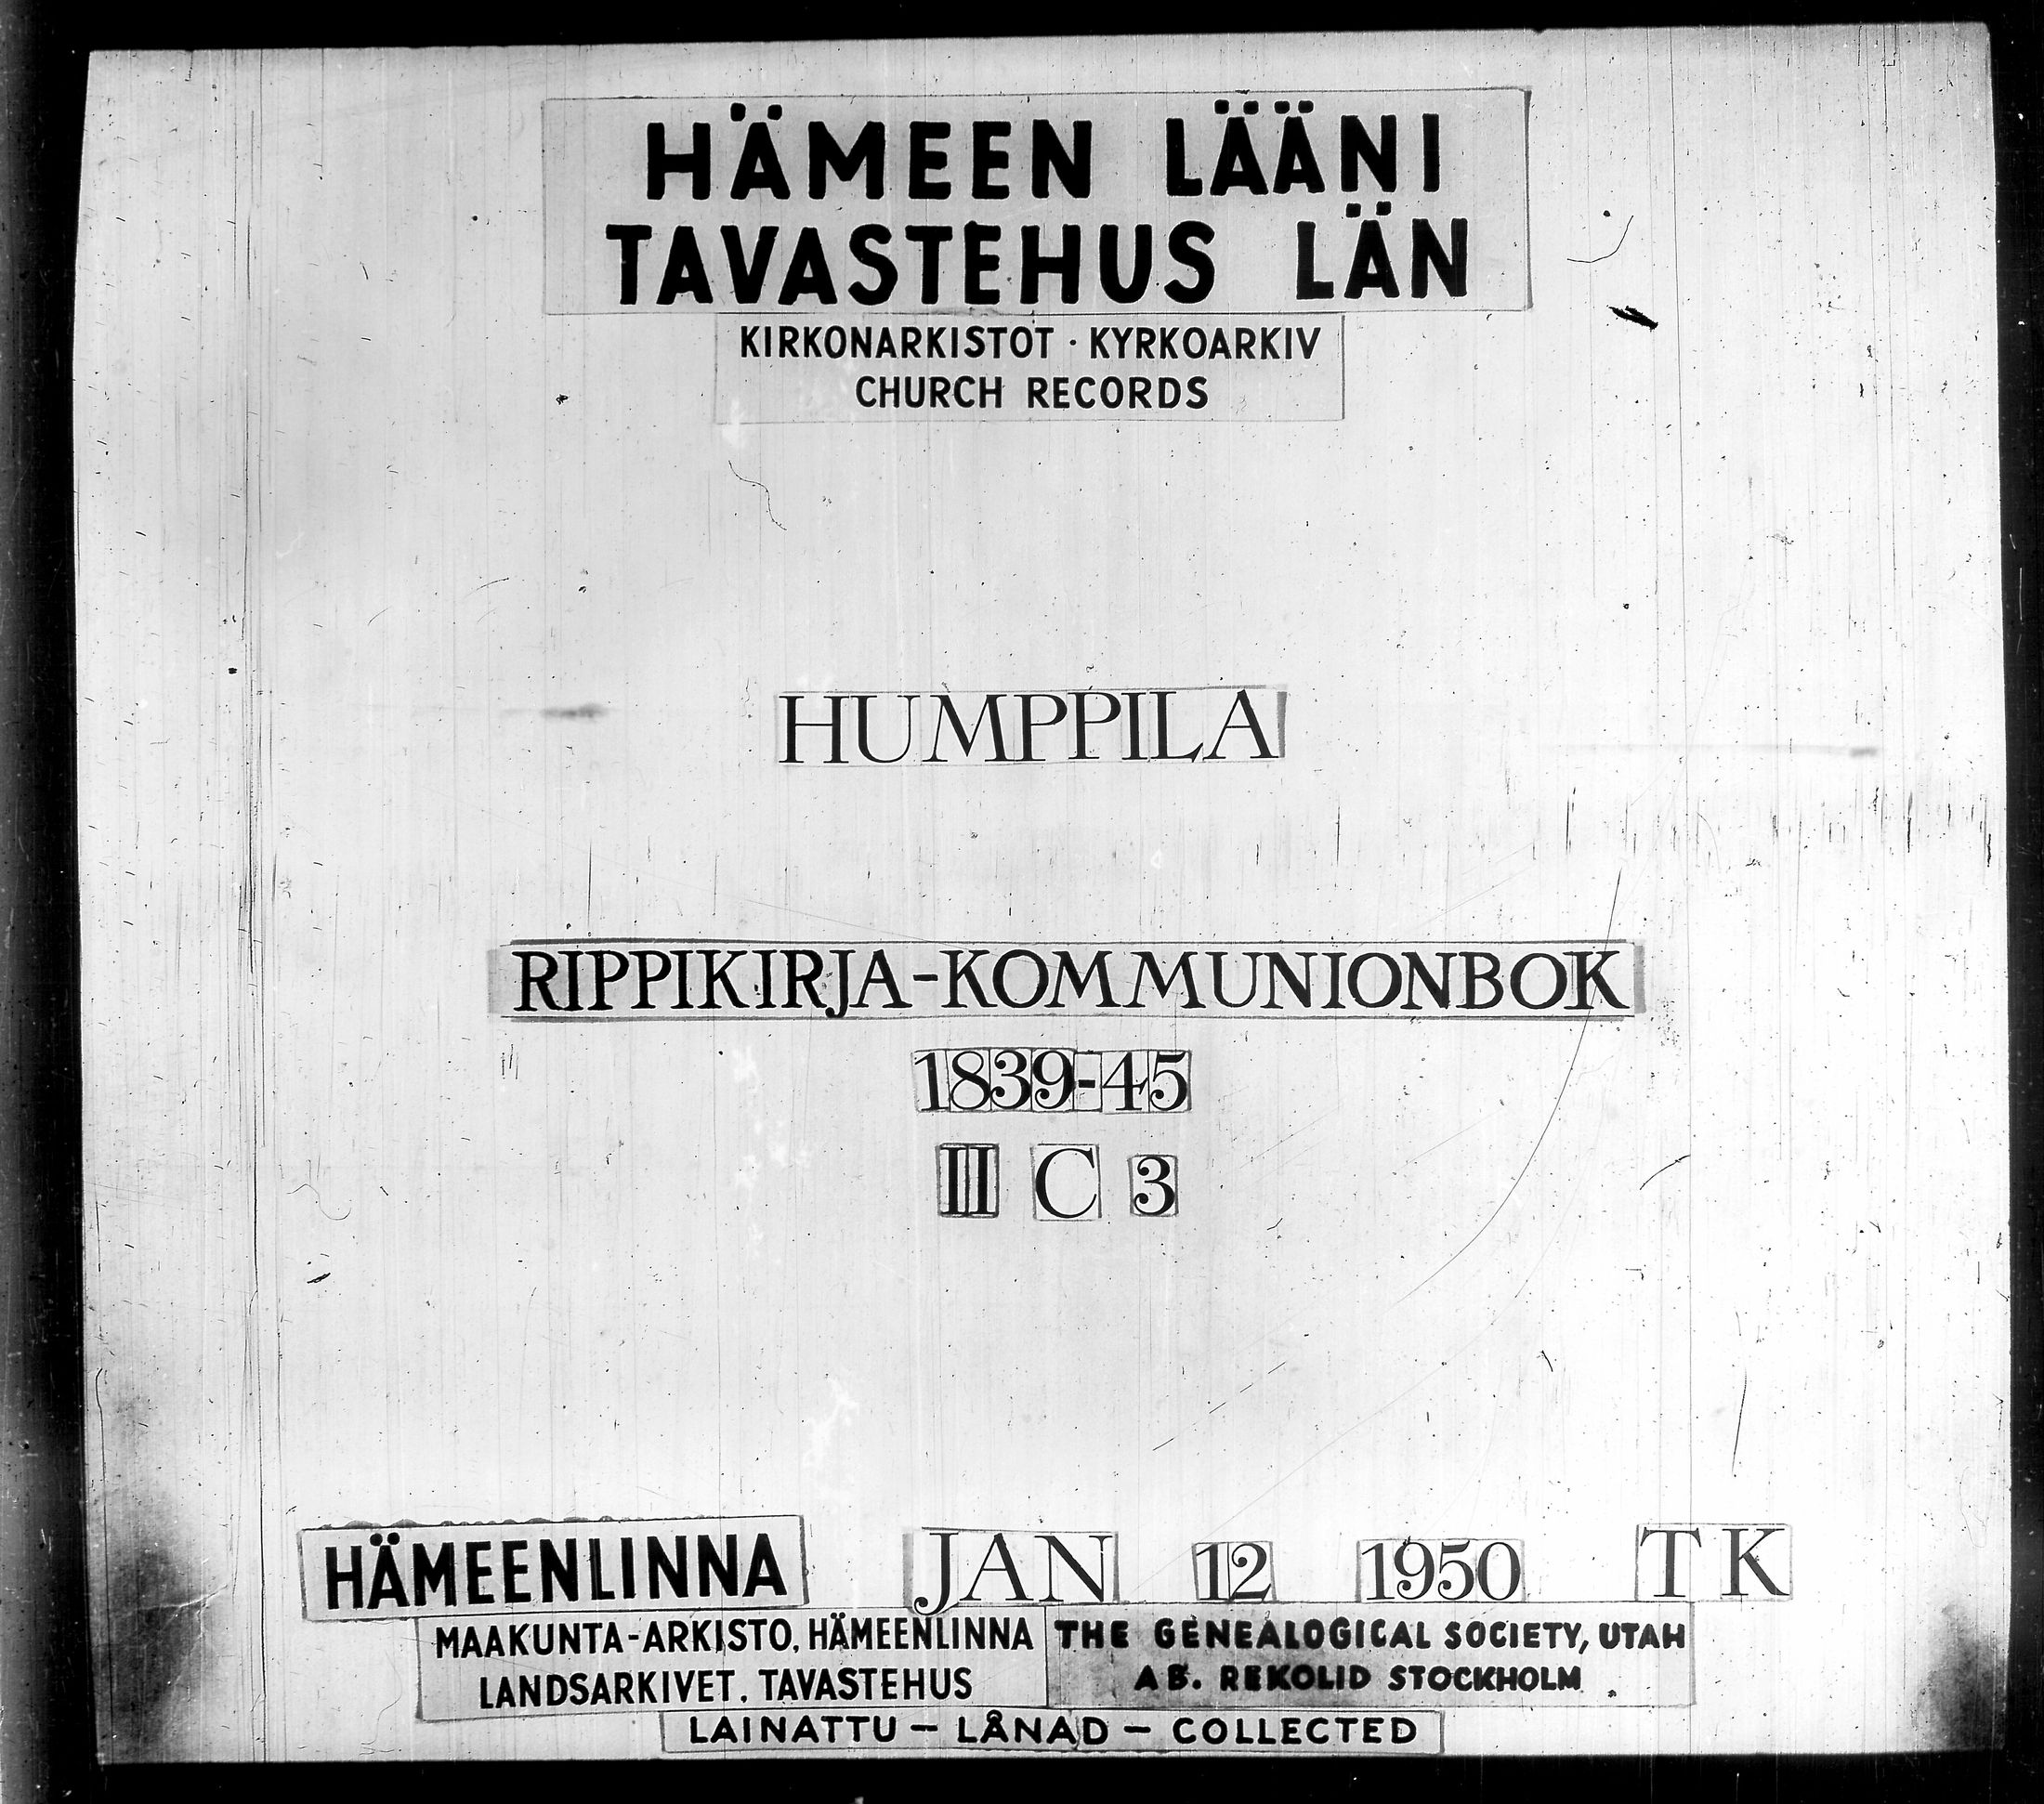 HÄMEEN LÄÄNI
TAVASTEHUS LÄN
KIRKONARKISTOT · KYRKOARKIV
CHURCH RECORDS
HUMPPILA
RIPPIKIRJA-KOMMUNIONBOK
1839-45
II C 3
HÄMEENLINNA JAN 12 1950 TK
MAAKUNTA-ARKISTO, HÄMEENLINNA
LANDSARKIVET. TAVASTEHUS
THE GENEALOGICAL SOCIETY, UTAH
AB. REKOLID STOCKHOLM
LAINATTU — LÅNAD — COLLECTED